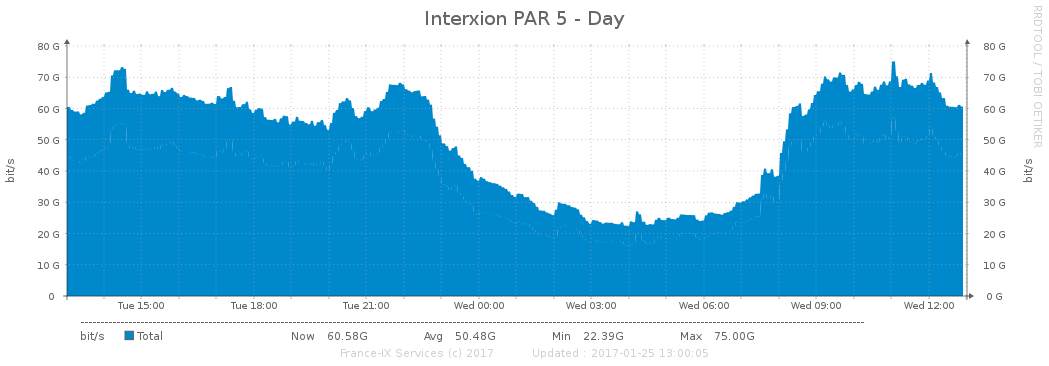 Interxion PAR 5 - Day
RRDTOOL / TOBI OETIKER
80 G 80 G
70 G 70 G
60 G 60 G
50 G 50 G
40 G 40 G
30 G 30 G
20 G 20 G
10 G 10 G
0 0 G
bit/s bit/s
Tue 15:00 Tue 18:00 Tue 21:00 Wed 00:00 Wed 03:00 Wed 06:00 Wed 09:00 Wed 12:00
bit/s Total Now 60.58G Avg 50.48G Min 22.39G Max 75.00G
France-IX Services (c) 2017 Updated : 2017-01-25 13:00:05